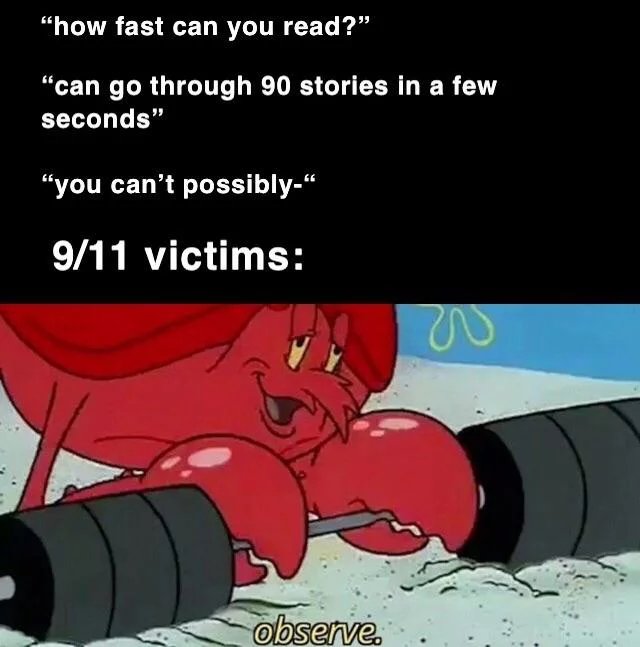 “how fast can you read?”
“can go through 90 stories in a few
seconds”
“you can’t possibly-“
9/11 victims:
observe.